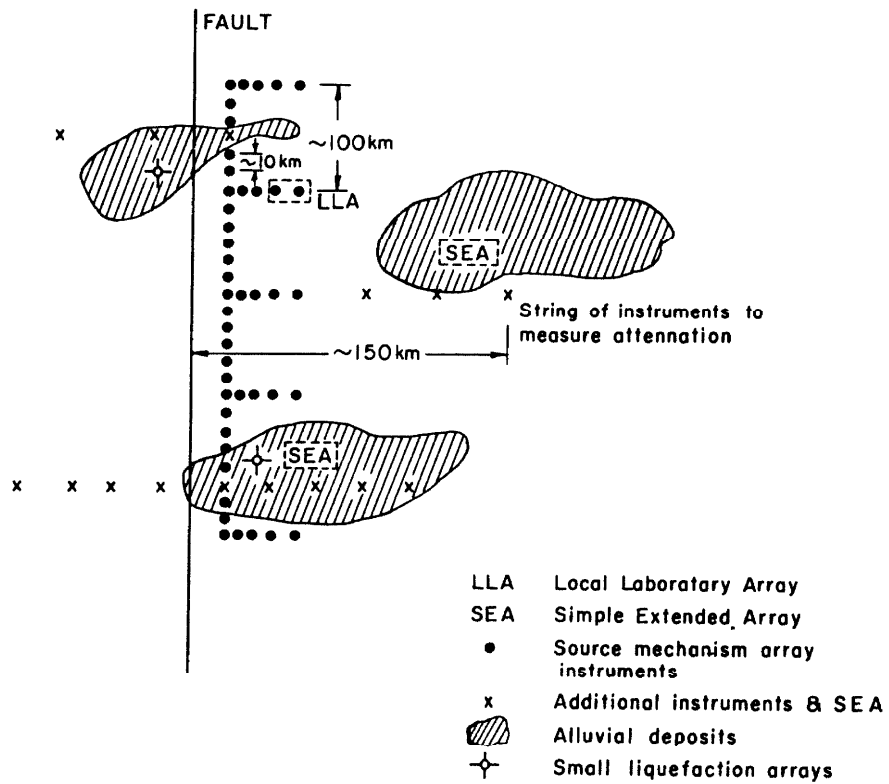 FAULT
~100km
~10km
LLA
SEA
String of instruments to
measure attennation
~150km
SEA
LLA Local Laboratary Array
SEA Simple Extended Array
Source mechanism array
instruments
x Additional instruments & SEA
Alluvial deposits
Small liquefaction arrays